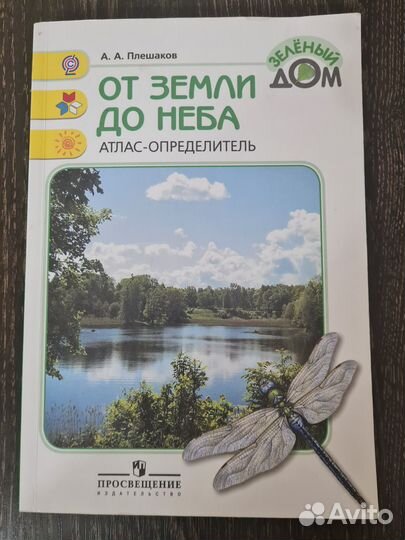 А. А. Плешаков
ЗЕЛЁНЫЙ
ДОМ
ОТ ЗЕМЛИ
ДО НЕБА
АТЛАС-ОПРЕДЕЛИТЕЛЬ
ПРОСВЕЩЕНИЕ
ИЗДАТЕЛЬСТВО
Avito